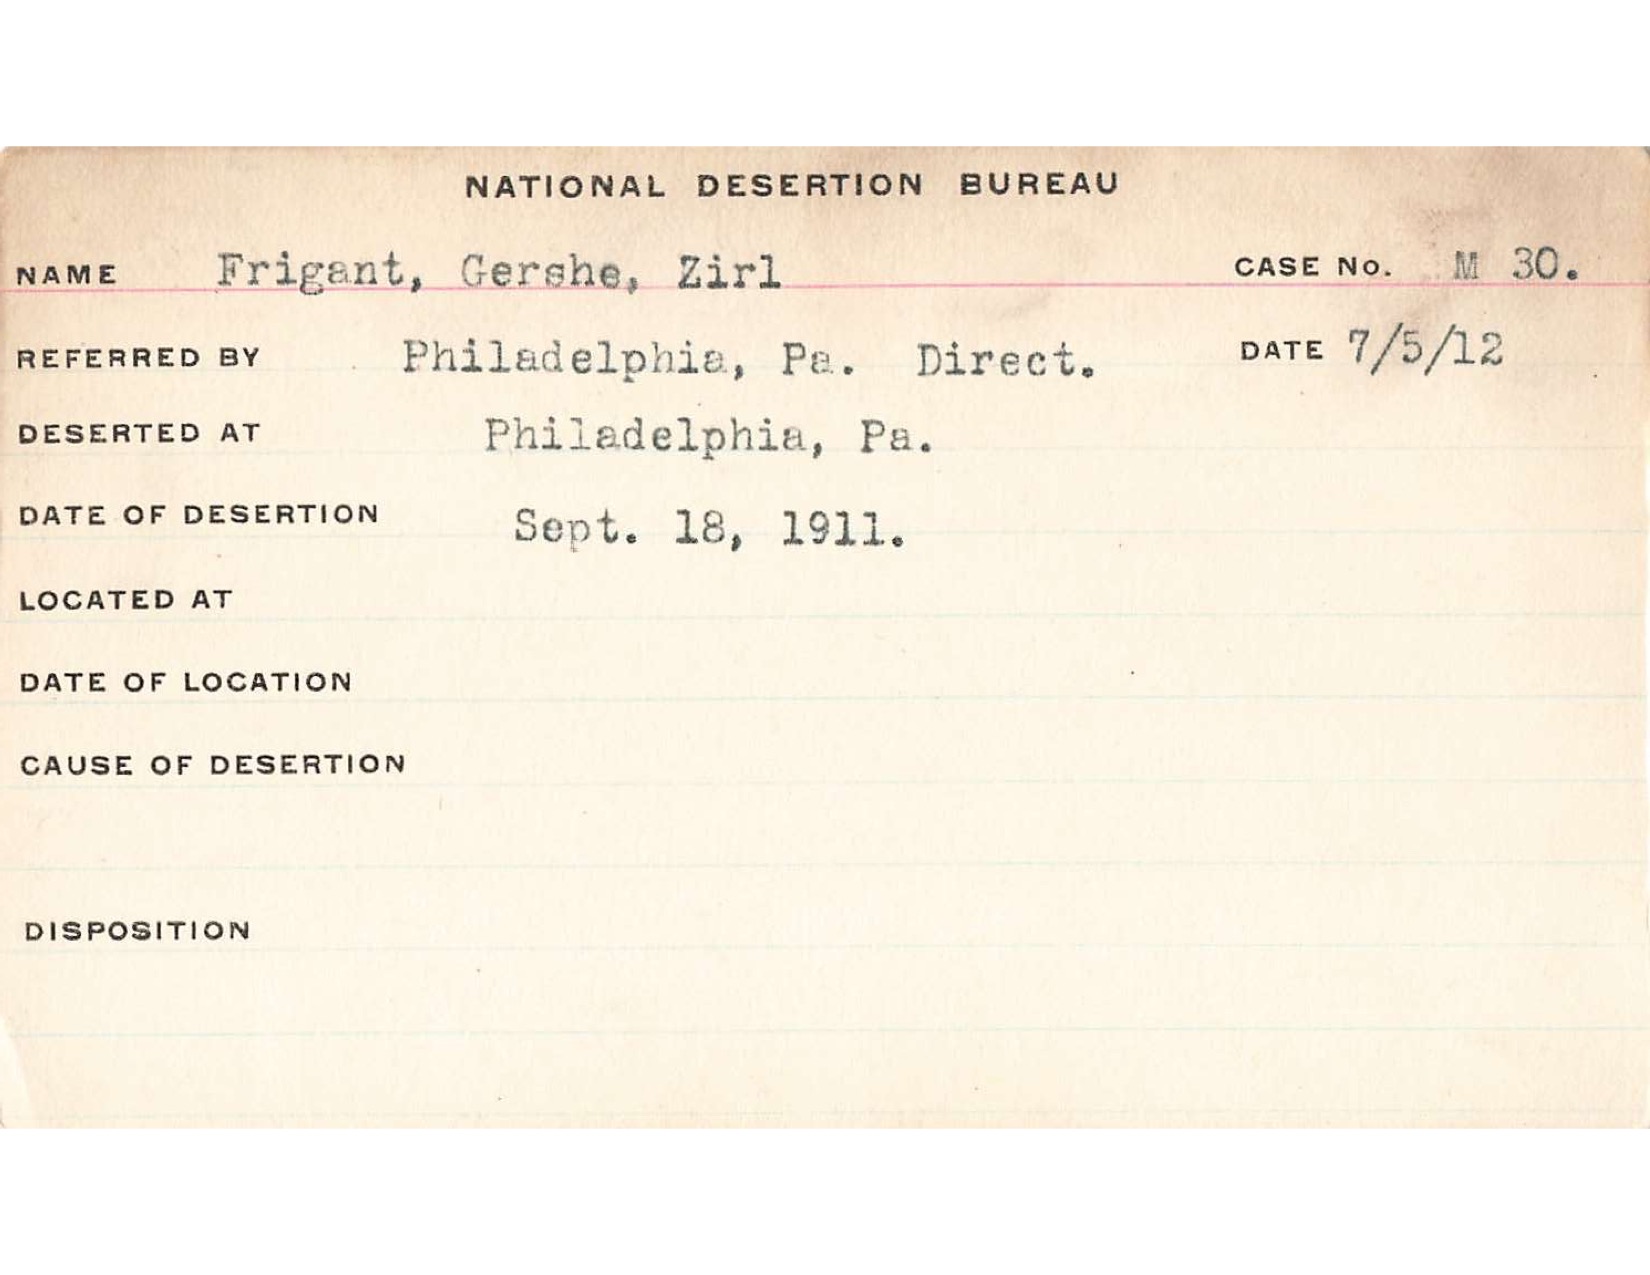 NATIONAL DESERTION BUREAU
NAME Frigant, Gershe, Zirl CASE No. M 30.
REFERRED BY Philadelphia, Pa. Direct. DATE 7/5/12
DESERTED AT Philadelphia, Pa.
DATE OF DESERTION Sept. 18, 1911.
LOCATED AT
DATE OF LOCATION
CAUSE OF DESERTION
DISPOSITION